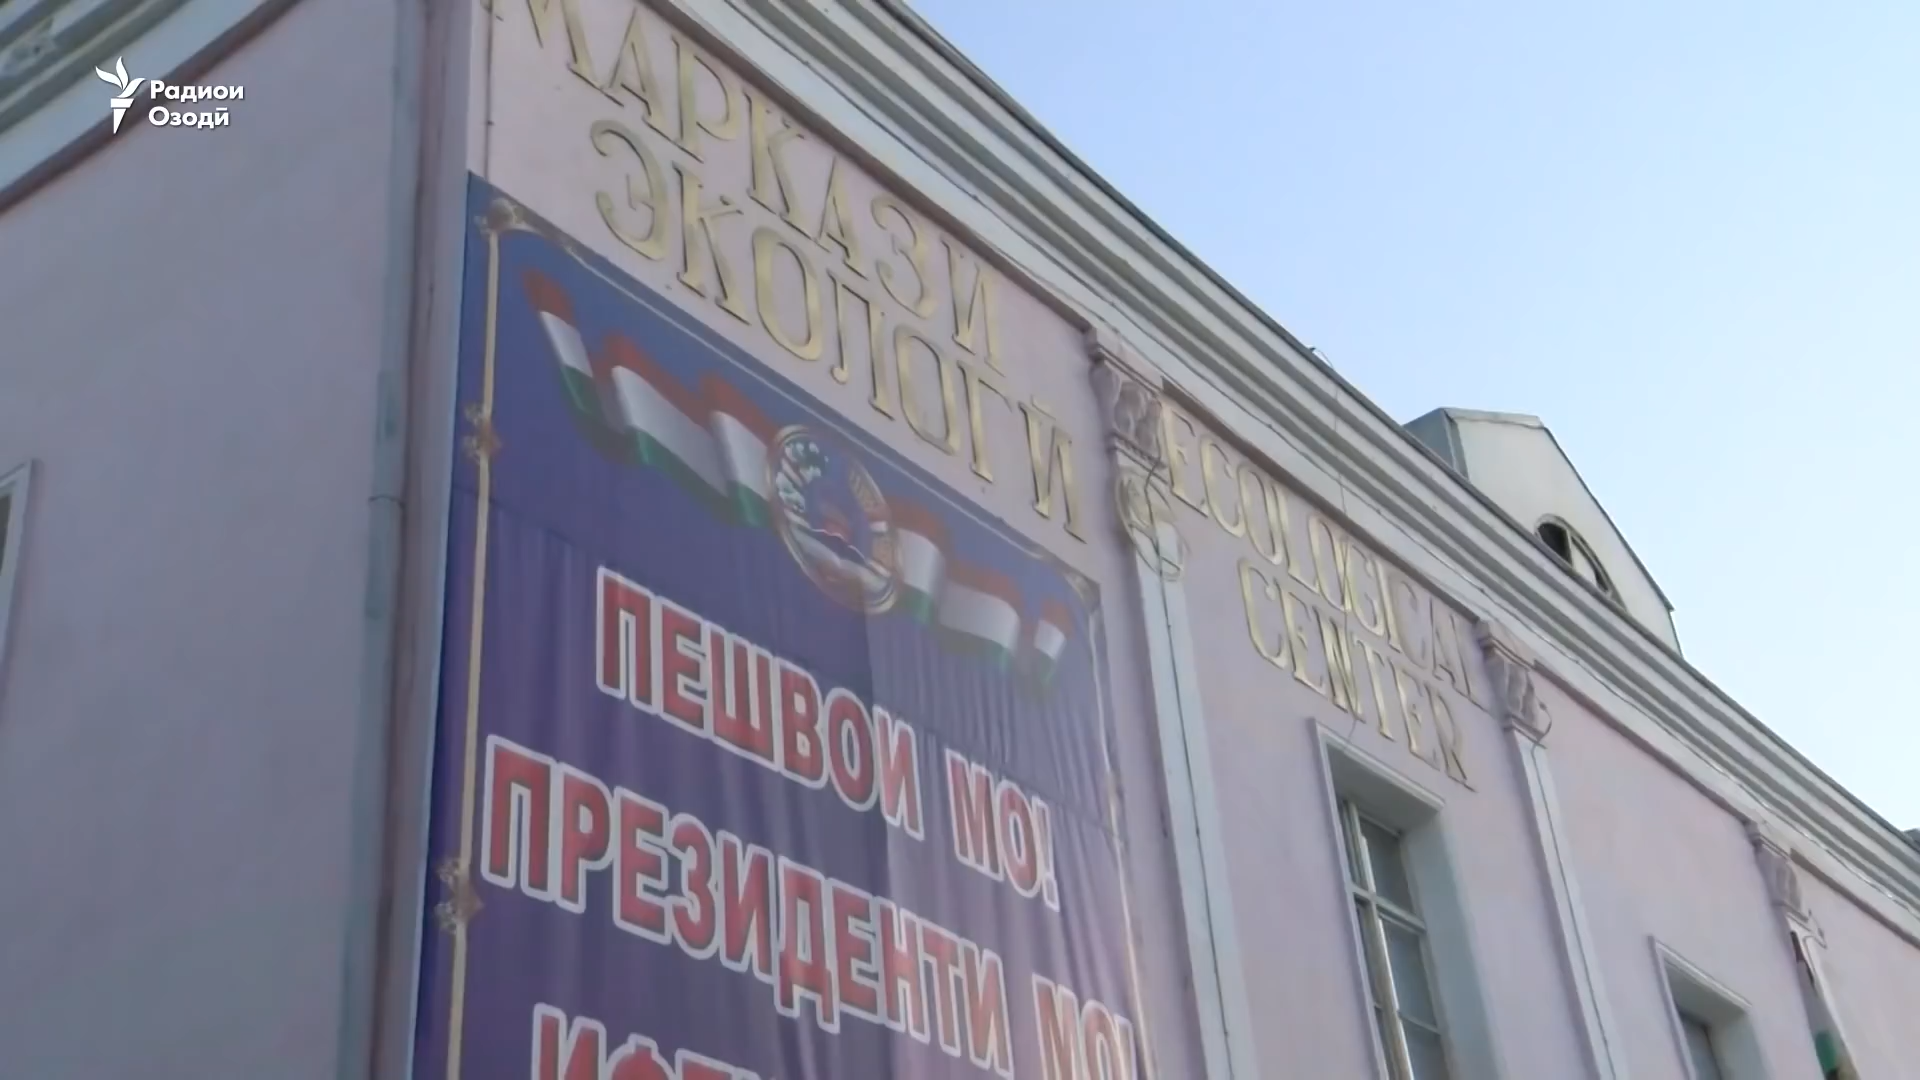 Радиои
Озодӣ
МАРКАЗИ
ЭКОЛОГӢ
ECOLOGICAL
CENTER
ПЕШВОИ МО!
ПРЕЗИДЕНТИ МО!